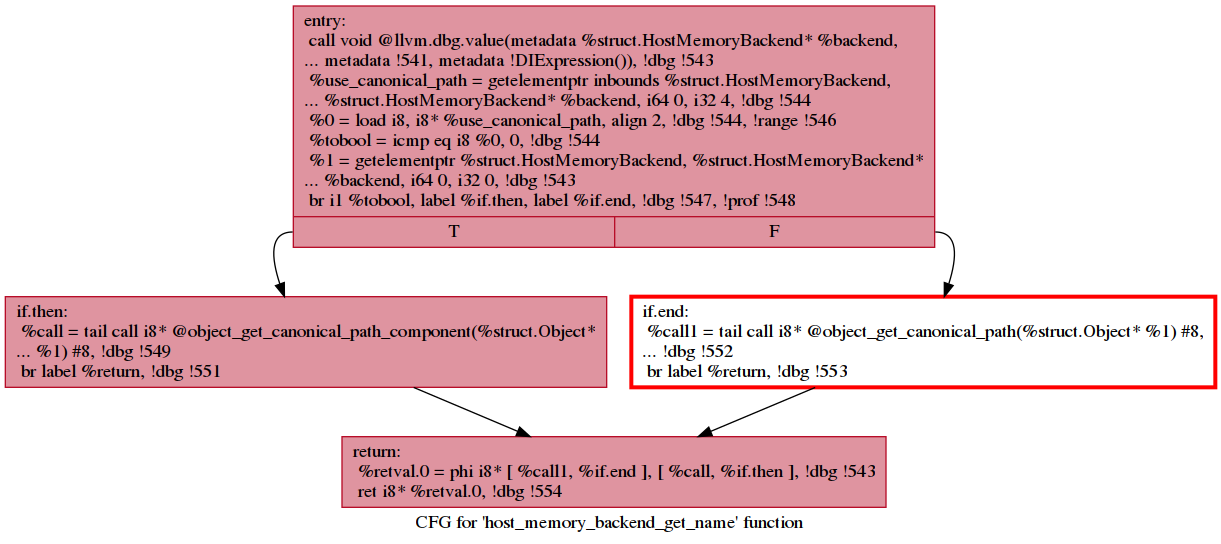 entry:
call void @llvm.dbg.value(metadata %struct.HostMemoryBackend* %backend,
... metadata !541, metadata !DIExpression()), !dbg !543
%use_canonical_path = getelementptr inbounds %struct.HostMemoryBackend,
... %struct.HostMemoryBackend* %backend, i64 0, i32 4, !dbg !544
%0 = load i8, i8* %use_canonical_path, align 2, !dbg !544, !range !546
%tobool = icmp eq i8 %0, 0, !dbg !544
%1 = getelementptr %struct.HostMemoryBackend, %struct.HostMemoryBackend*
... %backend, i64 0, i32 0, !dbg !543
br i1 %tobool, label %if.then, label %if.end, !dbg !547, !prof !548
T
F
if.then:
%call = tail call i8* @object_get_canonical_path_component(%struct.Object*
... %1) #8, !dbg !549
br label %return, !dbg !551
if.end:
%call1 = tail call i8* @object_get_canonical_path(%struct.Object* %1) #8,
... !dbg !552
br label %return, !dbg !553
return:
%retval.0 = phi i8* [ %call1, %if.end ], [ %call, %if.then ], !dbg !543
ret i8* %retval.0, !dbg !554
CFG for 'host_memory_backend_get_name' function